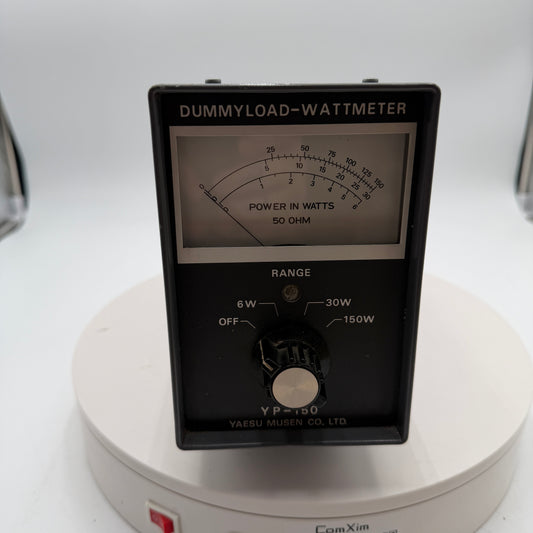 DUMMYLOAD-WATTMETER
25 50 75 100 125 150
5 10 15 20 25 30
0 1 2 3 4 5 6
0
0
POWER IN WATTS
50 OHM
RANGE
6W 30W
OFF 150W
YP-150
YAESU MUSEN CO., LTD.
ComXim